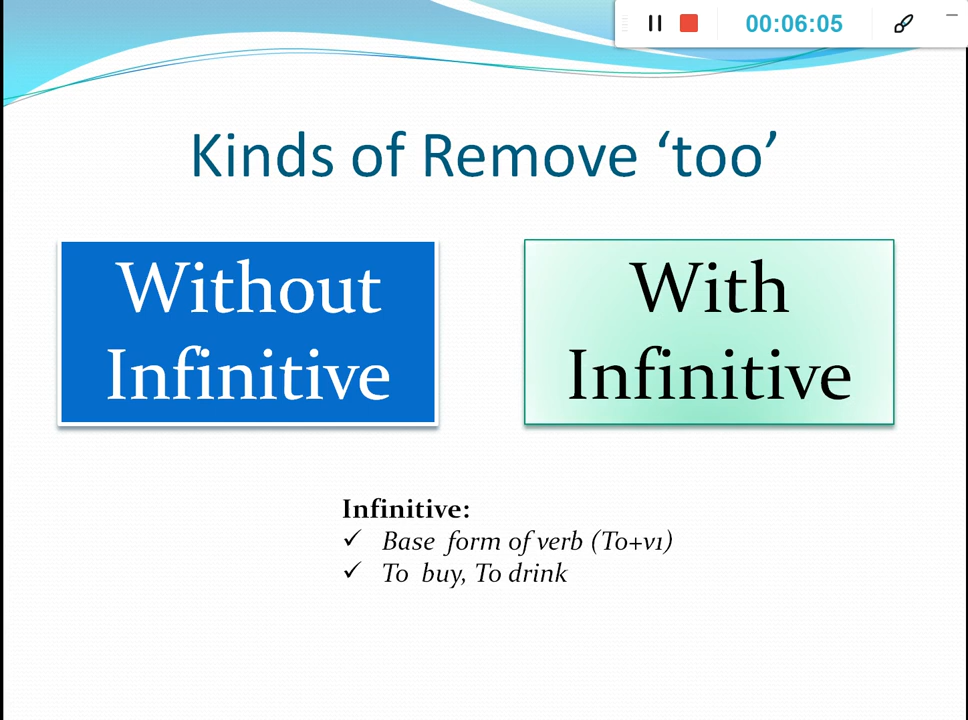 00:06:05
Kinds of Remove ‘too’
Without
Infinitive
With
Infinitive
Infinitive:
✓ Base form of verb (To+v1)
✓ To buy, To drink